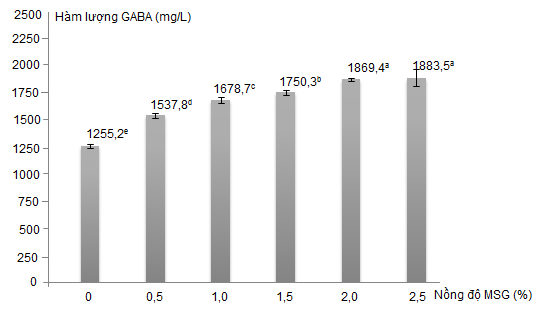 Hàm lượng GABA (mg/L)
2500
2250
2000
1750
1500
1250
1000
750
500
250
0
1255,2ᵉ
1537,8ᵈ
1678,7ᶜ
1750,3ᵇ
1869,4ᵃ
1883,5ᵃ
0 0,5 1,0 1,5 2,0 2,5 Nồng độ MSG (%)